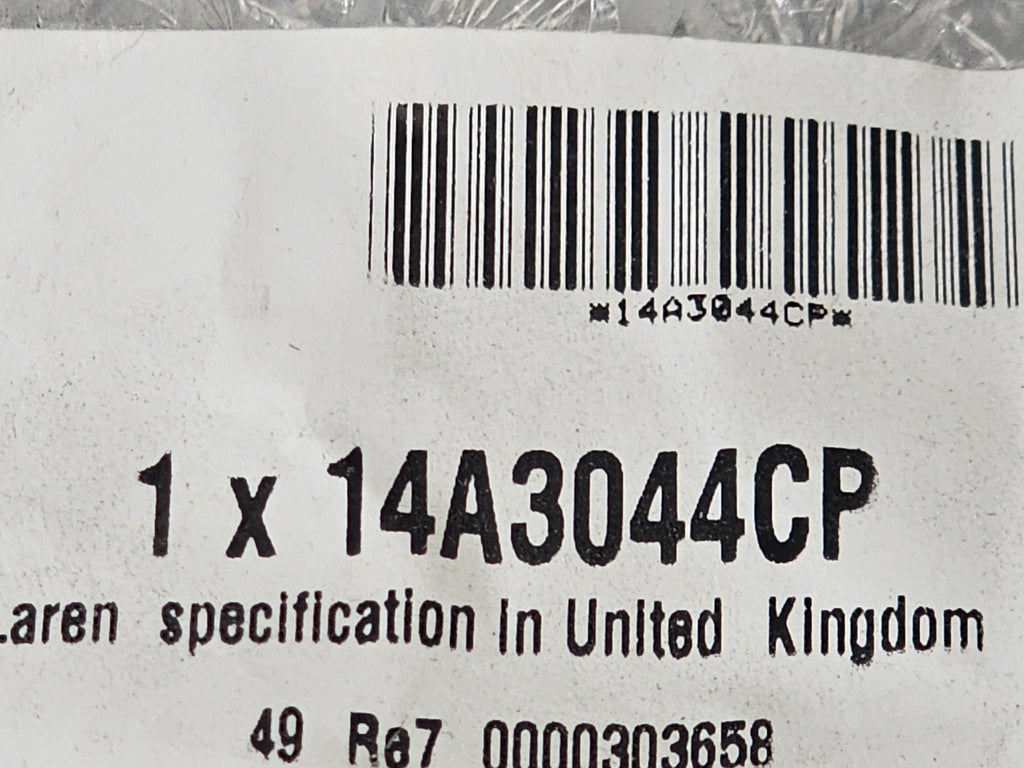 *14A3044CP*
1 x 14A3044CP
Laren specification in United Kingdom
49 Re7 0000303658